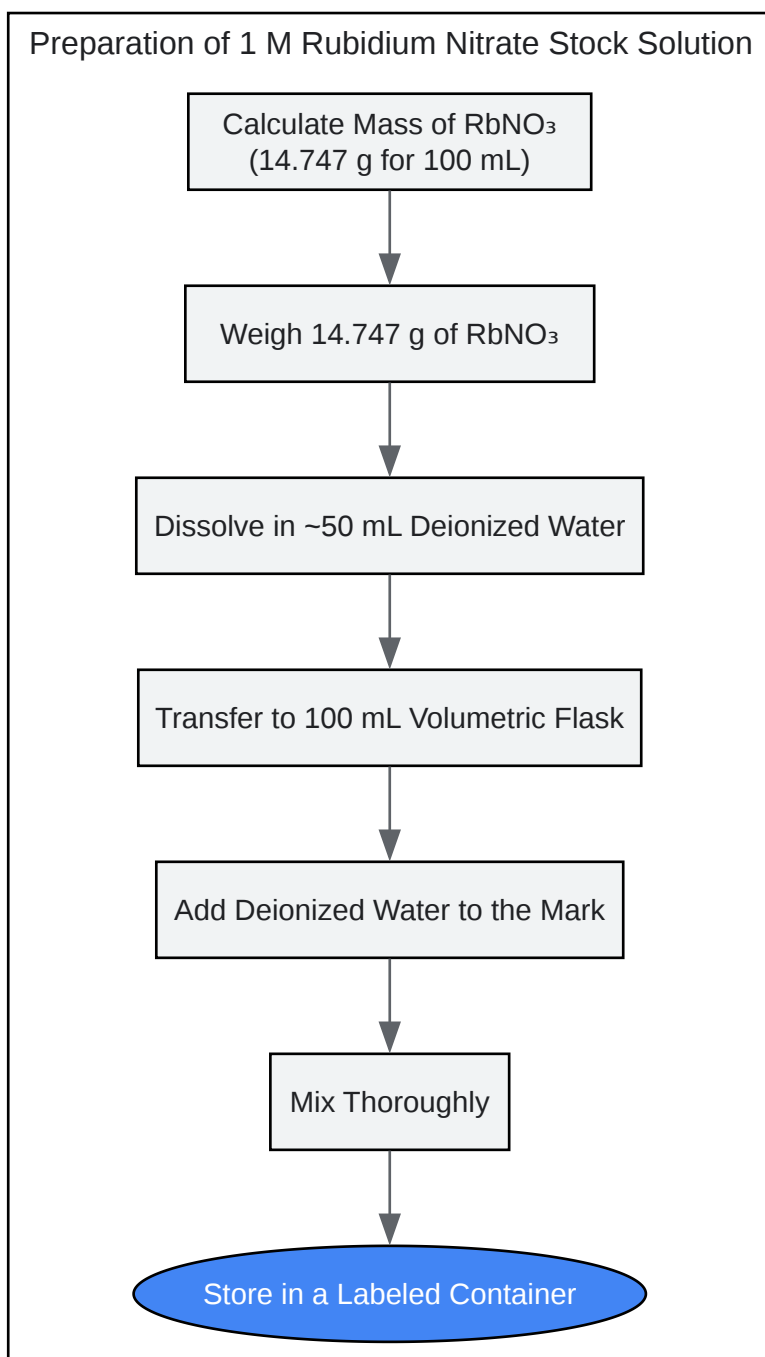 Preparation of 1 M Rubidium Nitrate Stock Solution
Calculate Mass of RbNO₃
(14.747 g for 100 mL)
Weigh 14.747 g of RbNO₃
Dissolve in ~50 mL Deionized Water
Transfer to 100 mL Volumetric Flask
Add Deionized Water to the Mark
Mix Thoroughly
Store in a Labeled Container